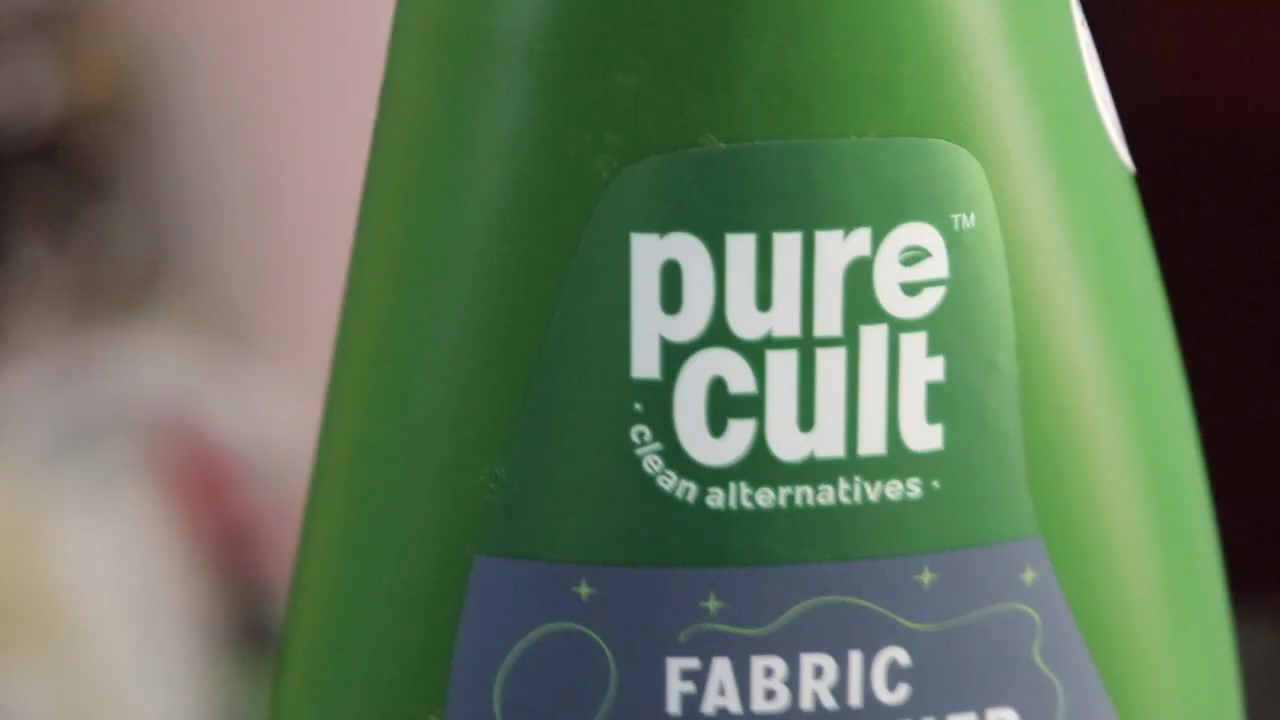 pure™
cult
· clean alternatives ·
FABRIC